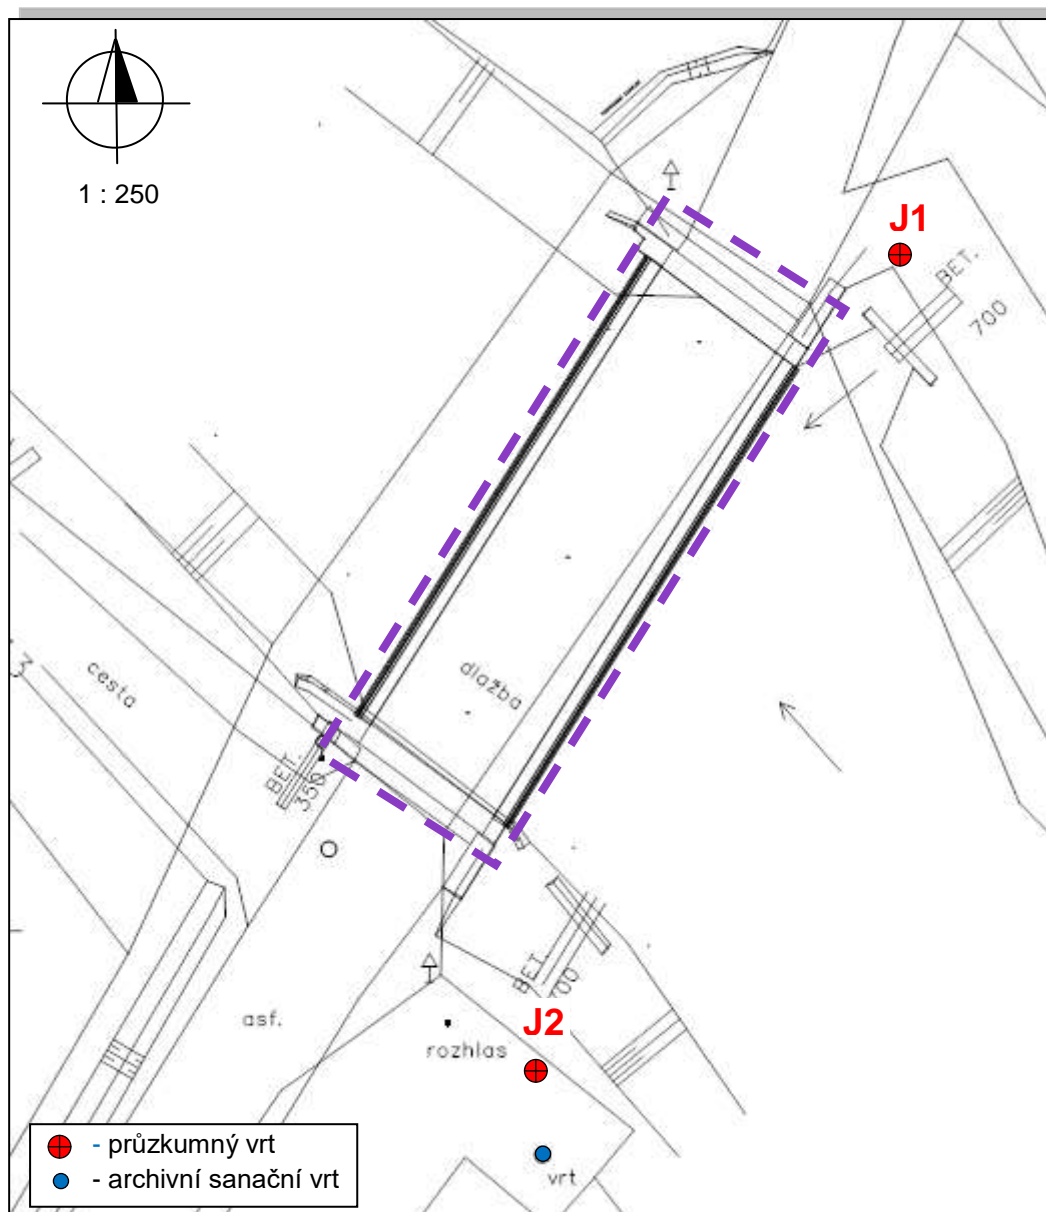 1 : 250
J1
BET.
700
cesta
dlažba
BET.
350
BET.
asf.
J2
rozhlas
vrt
- průzkumný vrt
- archivní sanační vrt